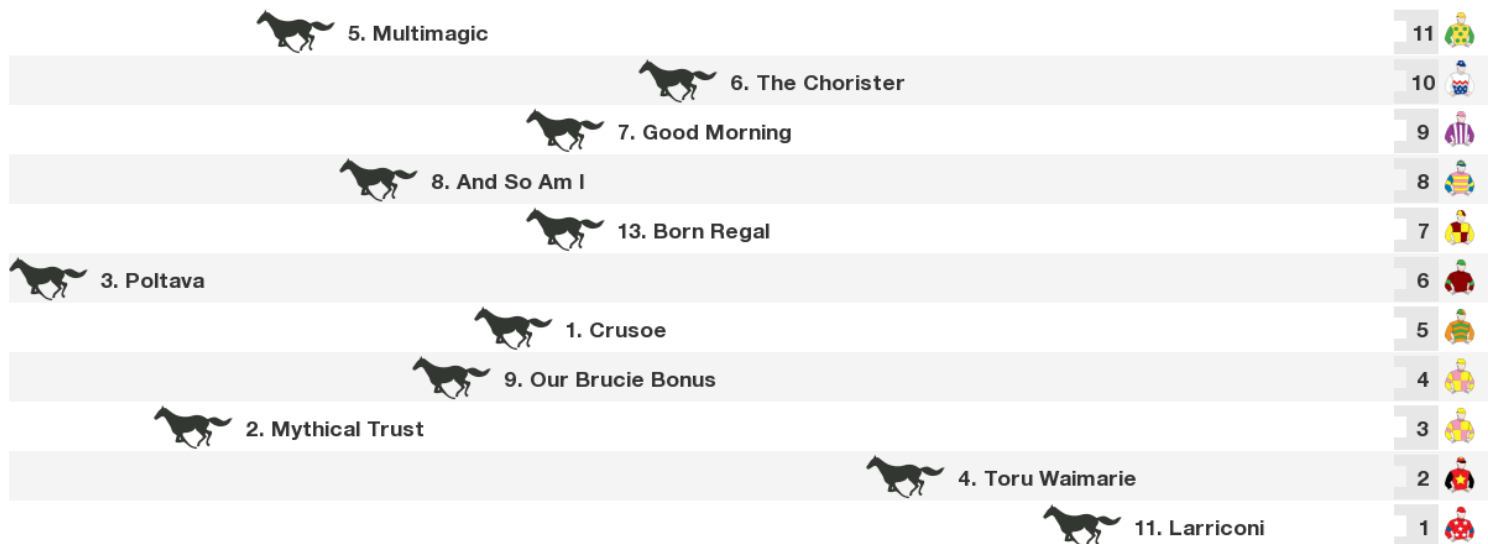 5. Multimagic 11
6. The Chorister 10
7. Good Morning 9
8. And So Am I 8
13. Born Regal 7
3. Poltava 6
1. Crusoe 5
9. Our Brucie Bonus 4
2. Mythical Trust 3
4. Toru Waimarie 2
11. Larriconi 1